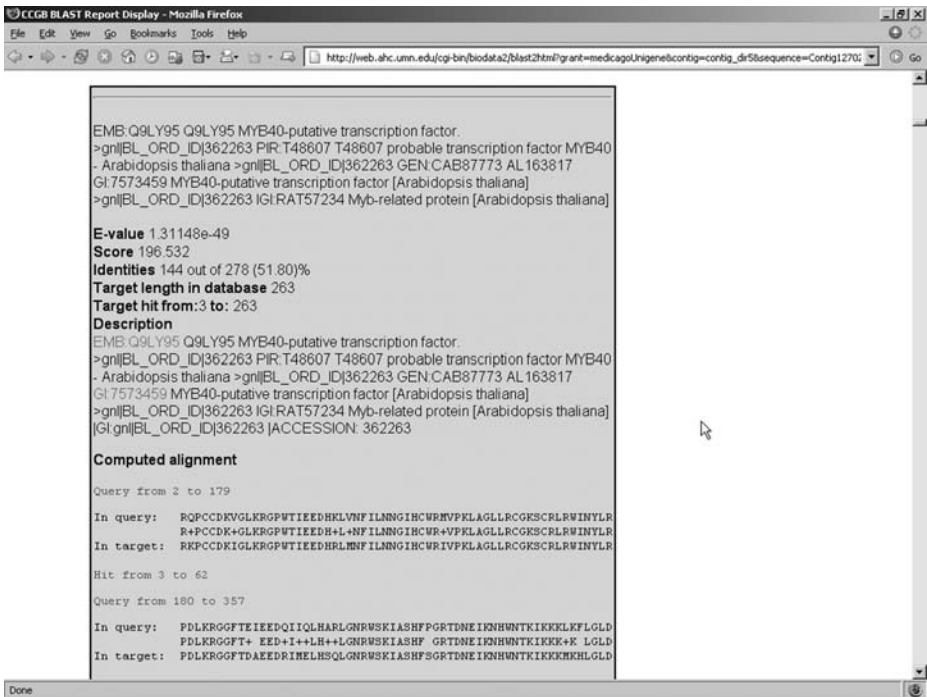 CCGB BLAST Report Display - Mozilla Firefox
File Edit View Go Bookmarks Tools Help
http://web.ahc.umn.edu/cgi-bin/biodata2/blast2html?grant=medicagoUnigene&contig=contig_dir5&sequence=Contig1270
Go
EMB:Q9LY95 Q9LY95 MYB40-putative transcription factor.
>gnl|BL_ORD_ID|362263 PIR:T48607 T48607 probable transcription factor MYB40
- Arabidopsis thaliana >gnl|BL_ORD_ID|362263 GEN:CAB87773 AL163817
GI:7573459 MYB40-putative transcription factor [Arabidopsis thaliana]
>gnl|BL_ORD_ID|362263 IGI:RAT57234 Myb-related protein [Arabidopsis thaliana]
E-value 1.31148e-49
Score 196.532
Identities 144 out of 278 (51.80)%
Target length in database 263
Target hit from:3 to: 263
Description
EMB:Q9LY95 Q9LY95 MYB40-putative transcription factor.
>gnl|BL_ORD_ID|362263 PIR:T48607 T48607 probable transcription factor MYB40
- Arabidopsis thaliana >gnl|BL_ORD_ID|362263 GEN:CAB87773 AL163817
GI:7573459 MYB40-putative transcription factor [Arabidopsis thaliana]
>gnl|BL_ORD_ID|362263 IGI:RAT57234 Myb-related protein [Arabidopsis thaliana]
|GI:gnl|BL_ORD_ID|362263 |ACCESSION: 362263
Computed alignment
Query from 2 to 179
In query: RQPCCDKVGLKRGPWTIEEDHKLVNFILNNGIHCWRMVPKLAGLLRCGKSCRLRWINYLR
R+PCCDK+GLKRGPWTIEEDH+L+NFILNNGIHCWR+VPKLAGLLRCGKSCRLRWINYLR
In target: RKPCCDKIGLKRGPWTIEEDHRLMNFILNNGIHCWRIVPKLAGLLRCGKSCRLRWINYLR
Hit from 3 to 62
Query from 180 to 357
In query: PDLKRGGFTEIEEDQIIQLHARLGNRWSKIASHFPGRTDNEIKNHWNTKIKKKLKFLGLD
PDLKRGGFT+ EED+I++LH++LGNRWSKIASHF GRTDNEIKNHWNTKIKKK+K LGLD
In target: PDLKRGGFTDAEEDRIMELHSQLGNRWSKIASHFSGRTDNEIKNHWNTKIKKKMKHLGLD
Done